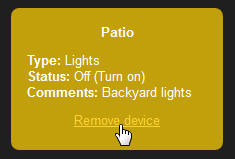 Patio
Type: Lights
Status: Off (Turn on)
Comments: Backyard lights
Remove device